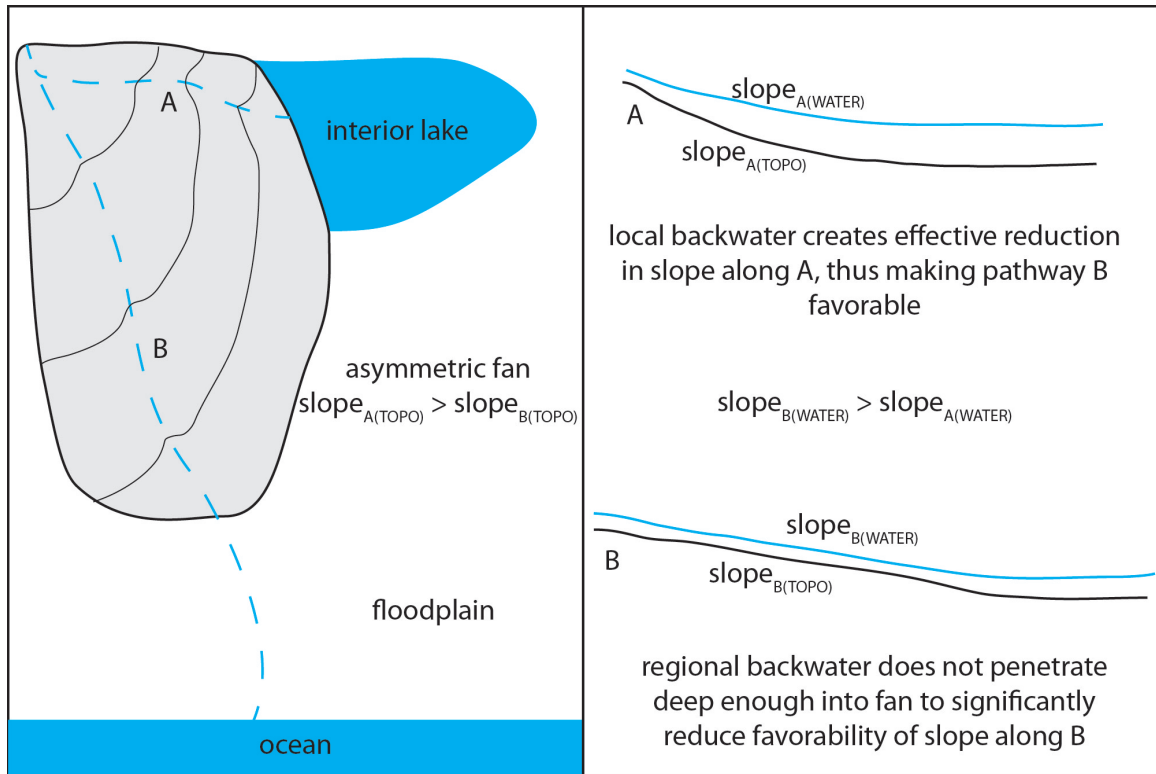 A
interior lake
B
asymmetric fan
slopeA(TOPO) > slopeB(TOPO)
floodplain
ocean
slopeA(WATER)
A
slopeA(TOPO)
local backwater creates effective reduction
in slope along A, thus making pathway B
favorable
slopeB(WATER) > slopeA(WATER)
slopeB(WATER)
B
slopeB(TOPO)
regional backwater does not penetrate
deep enough into fan to significantly
reduce favorability of slope along B